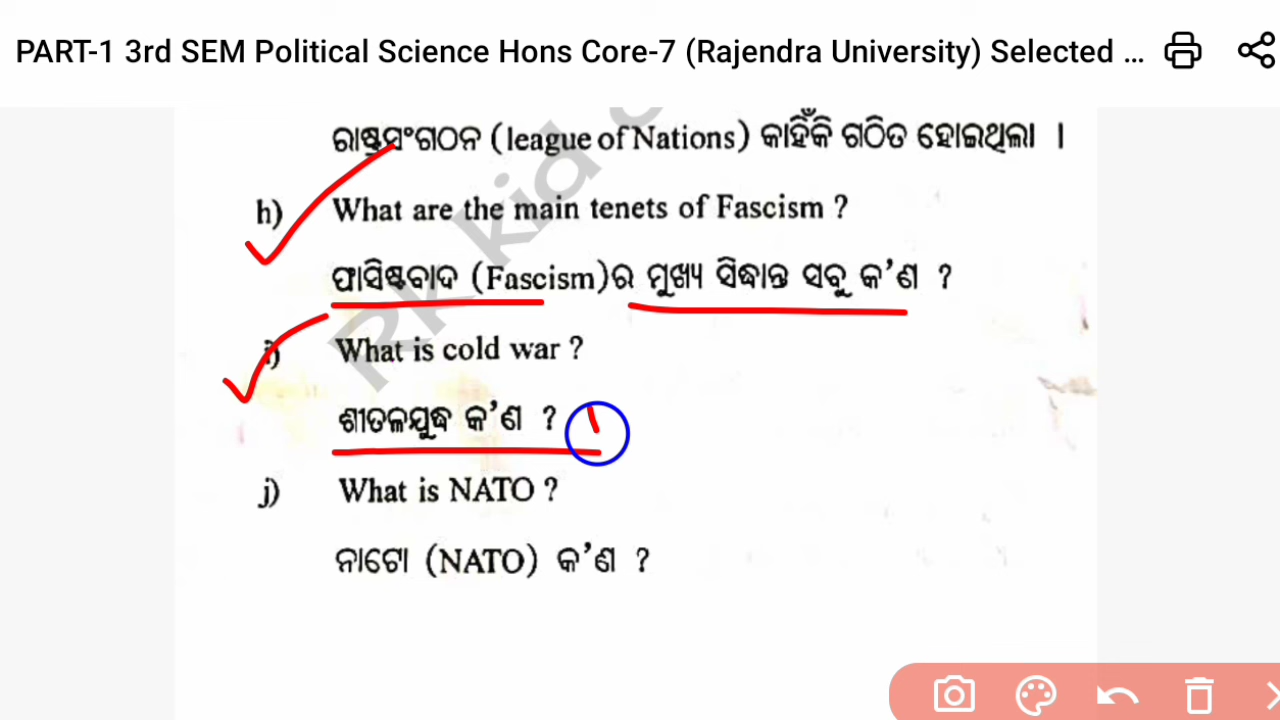 PART-1 3rd SEM Political Science Hons Core-7 (Rajendra University) Selected ...
ରାଷ୍ଟ୍ରସଂଗଠନ (league of Nations) କାହିଁକି ଗଠିତ ହୋଇଥିଲା ।
h) What are the main tenets of Fascism ?
ଫାସିଷ୍ଟବାଦ (Fascism)ର ମୁଖ୍ୟ ସିଦ୍ଧାନ୍ତ ସବୁ କ'ଣ ?
i) What is cold war ?
ଶୀତଳଯୁଦ୍ଧ କ'ଣ ?
j) What is NATO ?
ନାଟୋ (NATO) କ'ଣ ?
Rk kid